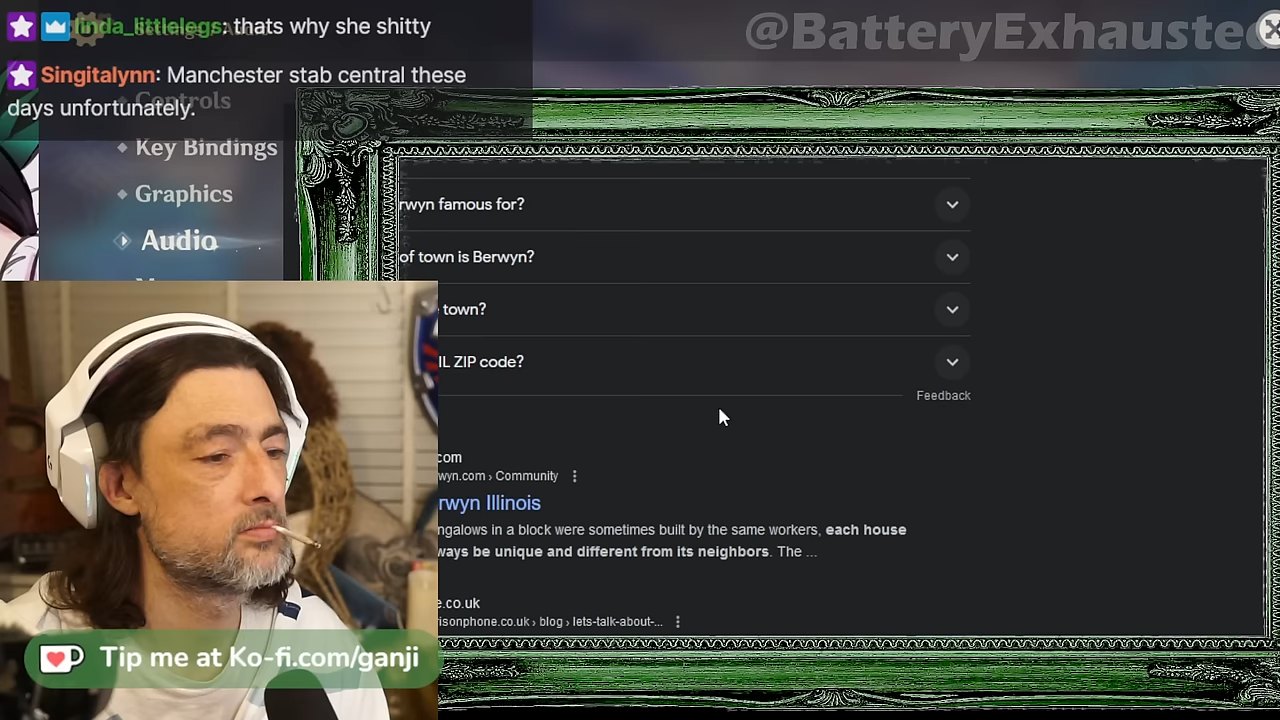 linda_littlelegs: thats why she shitty
@BatteryExhausted
Singitalynn: Manchester stab central these
days unfortunately.
Controls
Key Bindings
Graphics
Audio
rwyn famous for?
of town is Berwyn?
town?
IL ZIP code?
Feedback
com
wyn.com › Community
rwyn Illinois
ngalows in a block were sometimes built by the same workers, each house
ways be unique and different from its neighbors. The ...
e.co.uk
risonphone.co.uk › blog › lets-talk-about-...
Tip me at Ko-fi.com/ganji